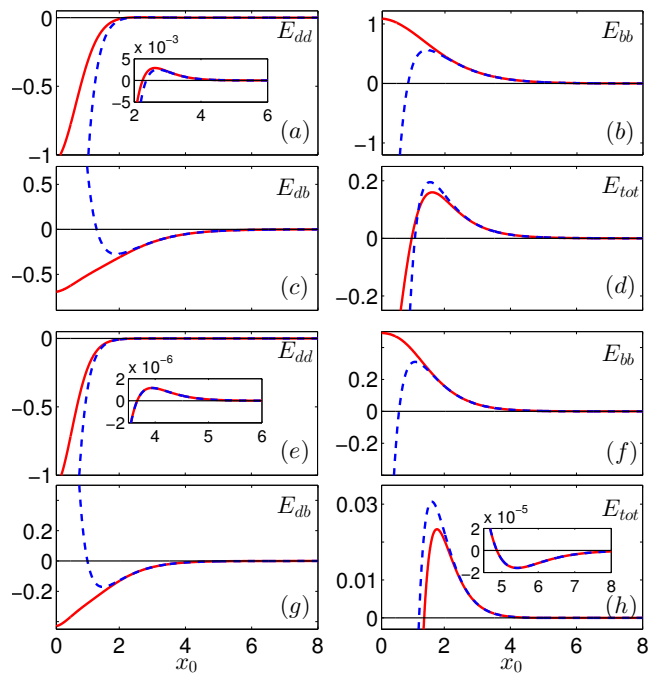 0
−0.5
−1
E_dd
x 10^−3
5
0
−5
2
4
6
(a)
1
0
−1
E_bb
(b)
0.5
0
−0.5
E_db
(c)
0.2
0
−0.2
E_tot
(d)
0
−0.5
−1
E_dd
x 10^−6
2
0
−2
4
5
6
(e)
0.2
0
−0.2
E_bb
(f)
0.2
0
−0.2
E_db
(g)
0 2 4 6 8
x_0
0.03
0.01
0
E_tot
x 10^−5
2
0
−2
5 6 7 8
(h)
0 2 4 6 8
x_0